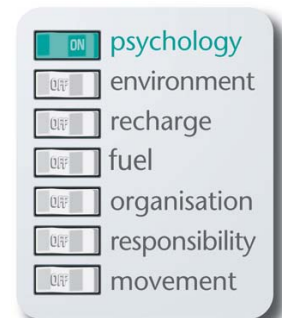 ON psychology
OFF environment
OFF recharge
OFF fuel
OFF organisation
OFF responsibility
OFF movement